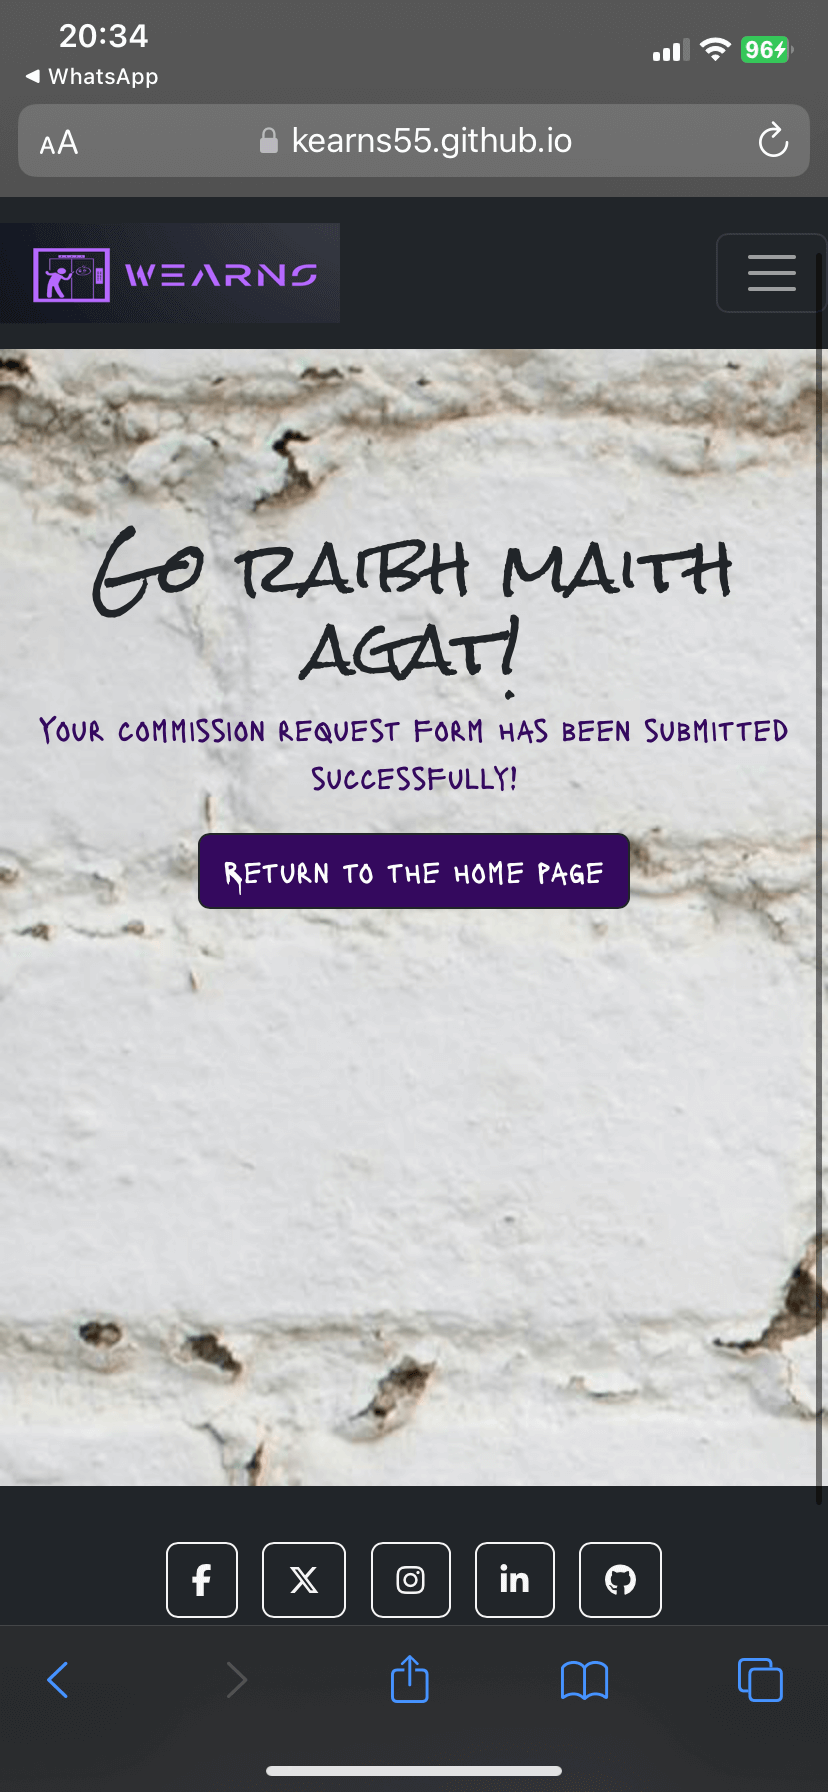 20:34
96
◀ WhatsApp
AA
kearns55.github.io
WEARNS
Go raibh maith
agat!
Your commission request form has been submitted
successfully!
Return to the home page